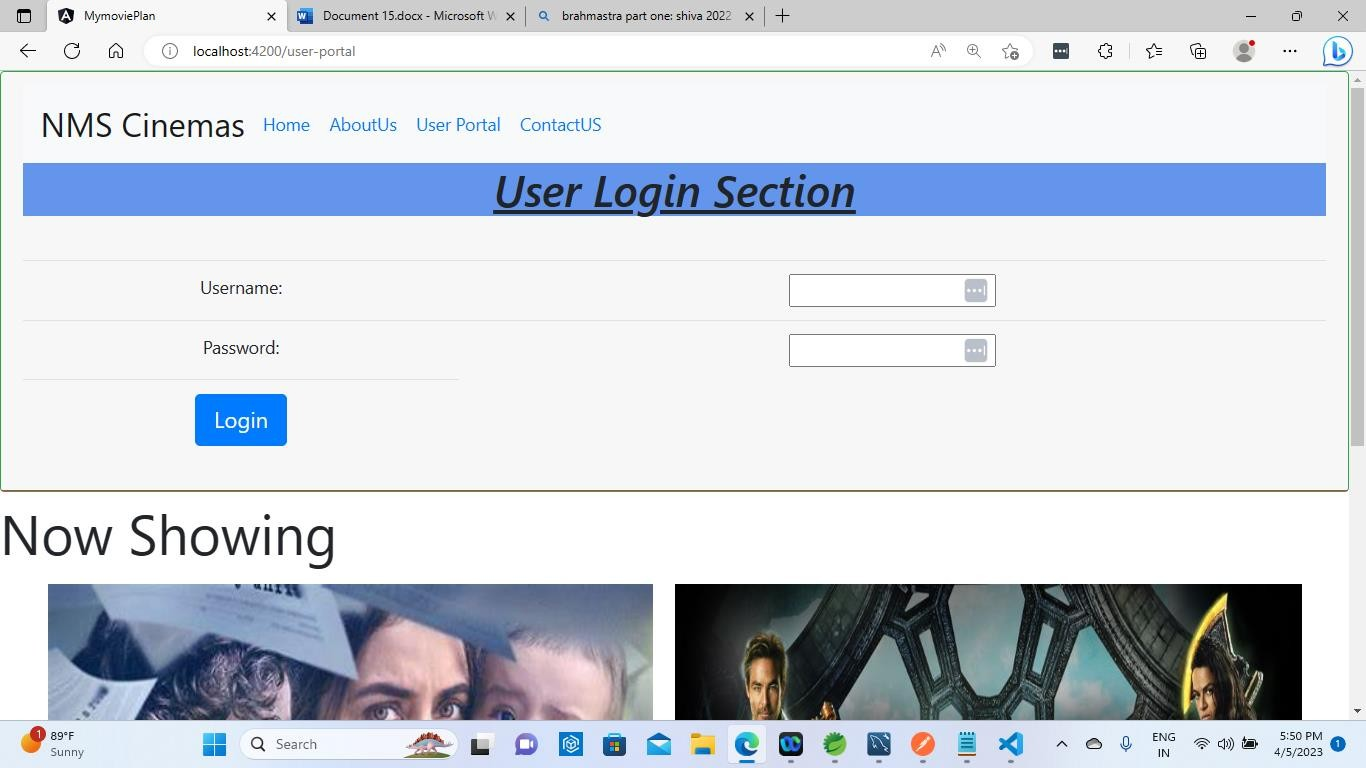 MymoviePlan
Document 15.docx - Microsoft W
brahmastra part one: shiva 2022
localhost:4200/user-portal
NMS Cinemas Home AboutUs User Portal ContactUS
User Login Section
Username:
Password:
Login
Now Showing
1
89°F
Sunny
Search
ENG
IN
5:50 PM
4/5/2023
1